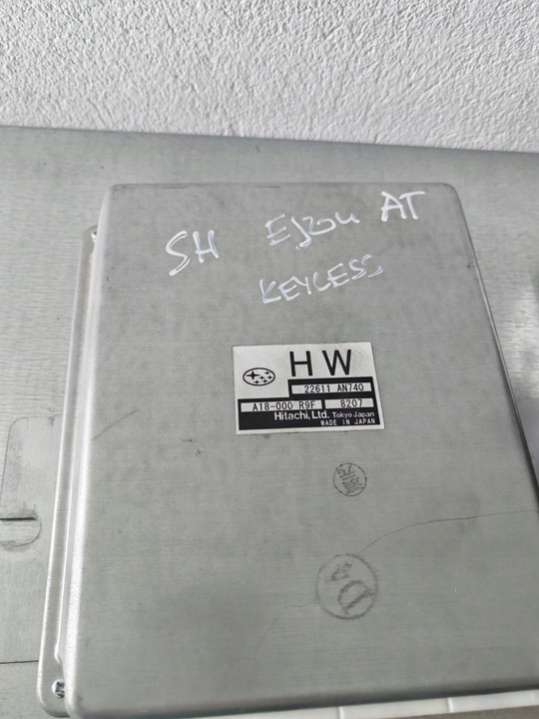 SH EJ204 AT
KEYLESS
HW
22611 AN740
A18-000 R9F 8207
Hitachi, Ltd. Tokyo Japan
MADE IN JAPAN